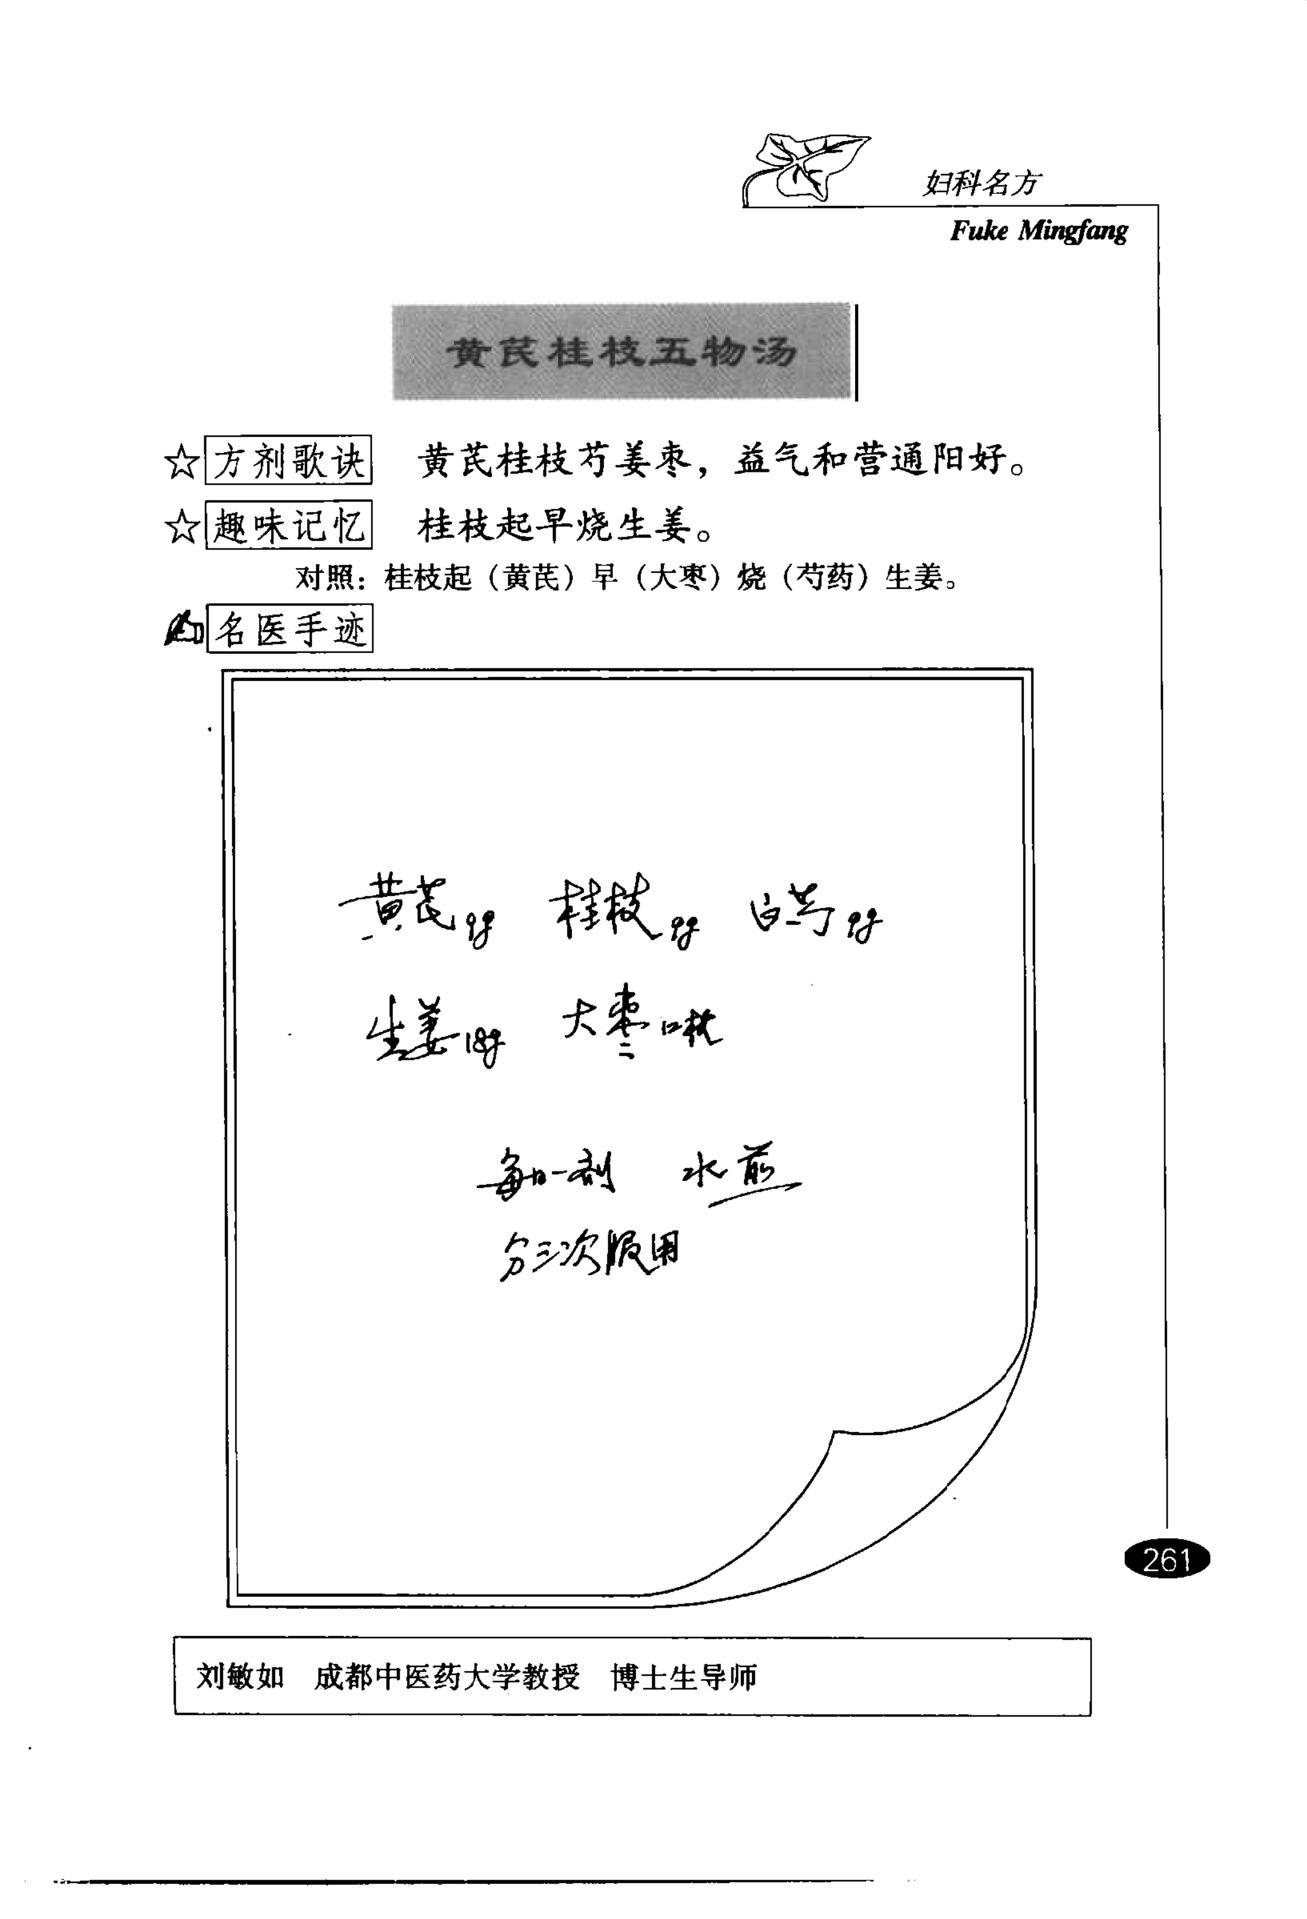 妇科名方
Fuke Mingfang
黄芪桂枝五物汤
☆方剂歌诀 黄芪桂枝芍姜枣，益气和营通阳好。
☆趣味记忆 桂枝起早烧生姜。
对照：桂枝起（黄芪）早（大枣）烧（芍药）生姜。
名医手迹
黄芪9g 桂枝9g 白芍9g
生姜18g 大枣12枚
每日一剂 水煎
分三次服用
261
刘敏如 成都中医药大学教授 博士生导师